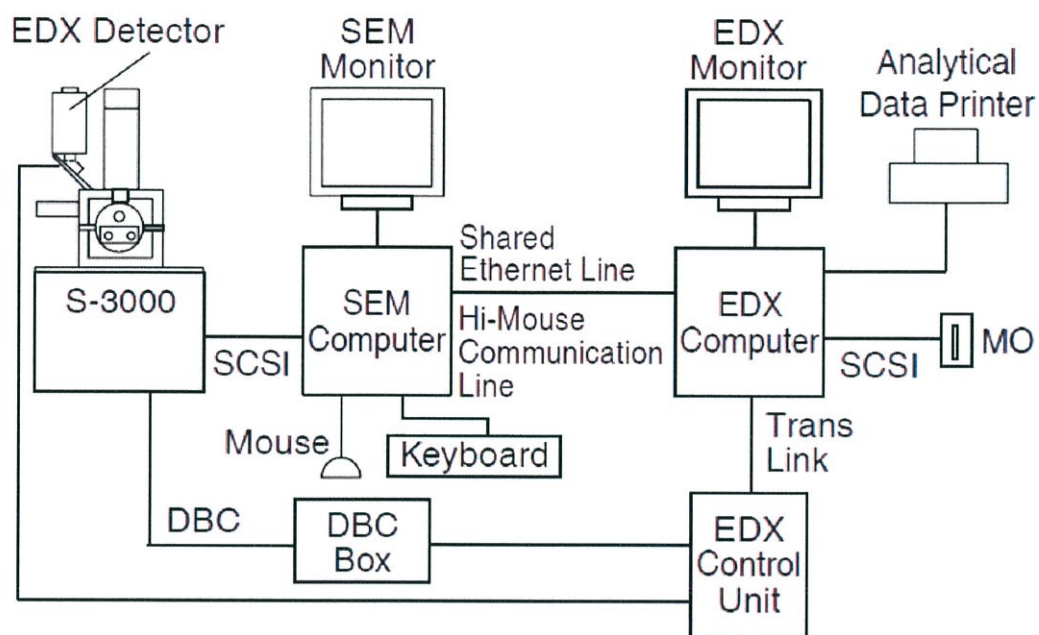 EDX Detector
SEM
Monitor
EDX
Monitor
Analytical
Data Printer
S-3000
SCSI
SEM
Computer
Shared
Ethernet Line
Hi-Mouse
Communication
Line
EDX
Computer
SCSI
MO
Mouse
Keyboard
Trans
Link
DBC
DBC
Box
EDX
Control
Unit